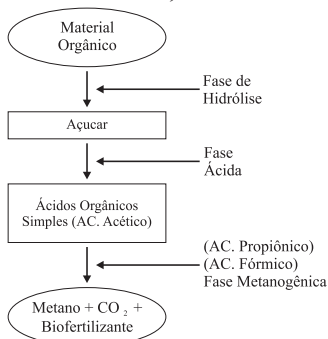 Material
Orgânico
Fase de
Hidrólise
Açucar
Fase
Ácida
Ácidos Orgânicos
Simples (AC. Acético)
(AC. Propiônico)
(AC. Fórmico)
Fase Metanogênica
Metano + CO₂ +
Biofertilizante